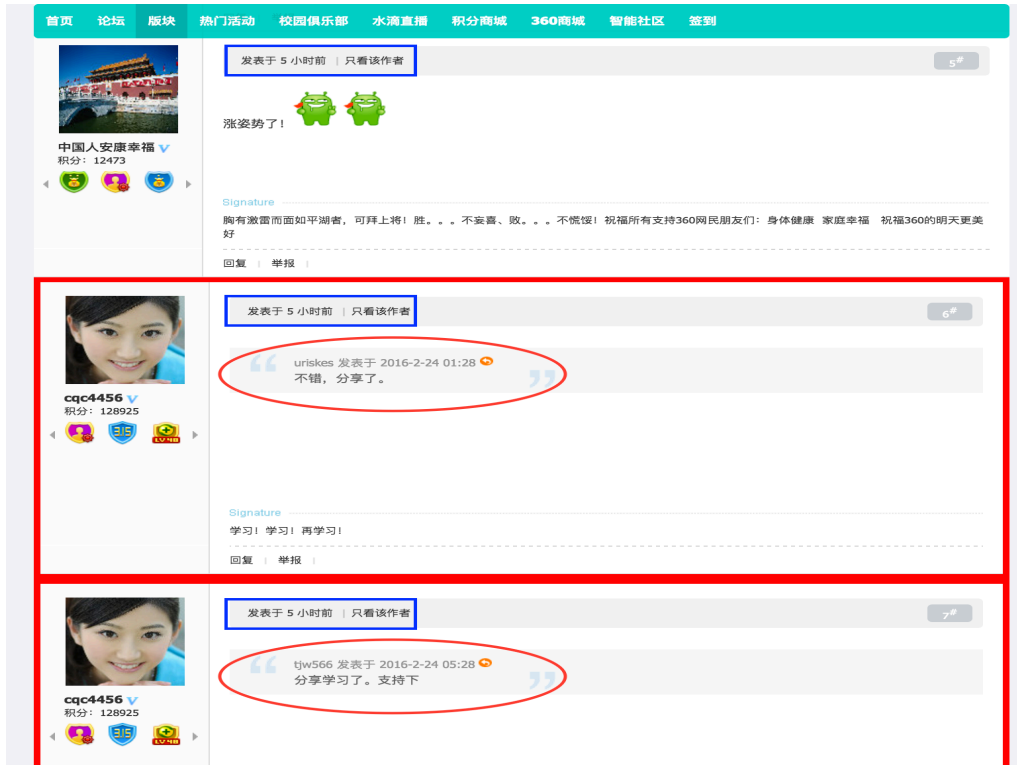 首页 论坛 版块 热门活动 校园俱乐部 水滴直播 积分商城 360商城 智能社区 签到
发表于 5 小时前 | 只看该作者 5#
涨姿势了!
中国人安康幸福
积分: 12473
Signature
胸有激雷而面如平湖者，可拜上将! 胜。。。不妄喜、败。。。不慌馁! 祝福所有支持360网民朋友们: 身体健康 家庭幸福 祝福360的明天更美
好
回复 | 举报 |
发表于 5 小时前 | 只看该作者 6#
uriskes 发表于 2016-2-24 01:28
不错，分享了。
cqc4456
积分: 128925
315 LV40
Signature
学习! 学习! 再学习!
回复 | 举报 |
发表于 5 小时前 | 只看该作者 7#
tjw566 发表于 2016-2-24 05:28
分享学习了。支持下
cqc4456
积分: 128925
315 LV40